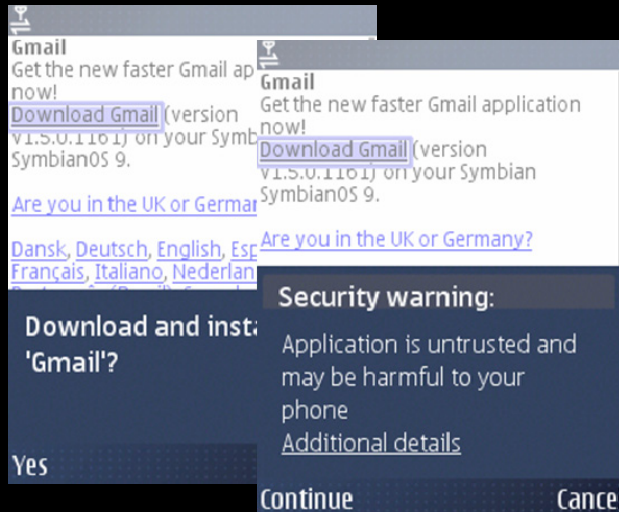 Gmail
Get the new faster Gmail ap
now!
Download Gmail (version
V1.5.0.1161) on your Symb
SymbianOS 9.
Are you in the UK or Germa
Dansk, Deutsch, English, Esp
Français, Italiano, Nederlan
Download and insta
'Gmail'?
Yes
Gmail
Get the new faster Gmail application
now!
Download Gmail (version
V1.5.0.1161) on your Symbian
SymbianOS 9.
Are you in the UK or Germany?
Security warning:
Application is untrusted and
may be harmful to your
phone
Additional details
Continue
Cance